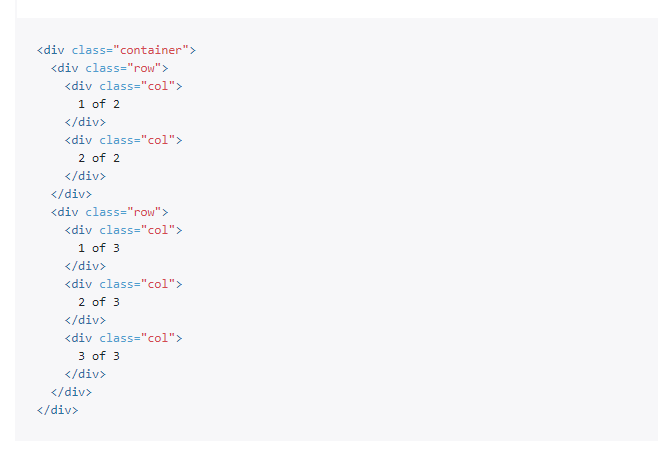 <div class="container">
  <div class="row">
    <div class="col">
      1 of 2
    </div>
    <div class="col">
      2 of 2
    </div>
  </div>
  <div class="row">
    <div class="col">
      1 of 3
    </div>
    <div class="col">
      2 of 3
    </div>
    <div class="col">
      3 of 3
    </div>
  </div>
</div>